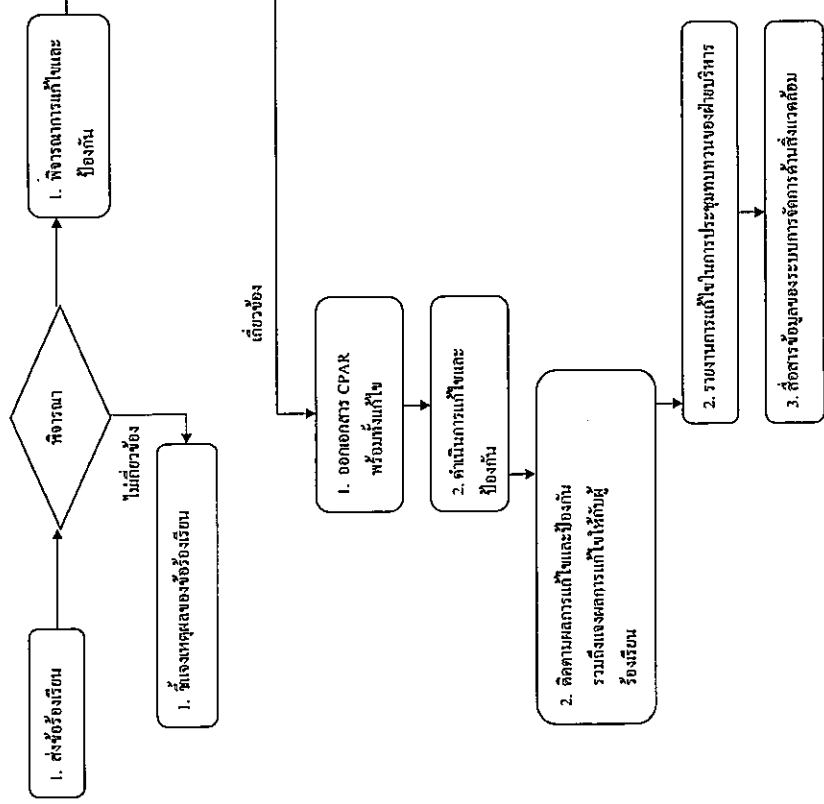 1. ส่งข้อร้องเรียน
พิจารณา
1. พิจารณาการแก้ไขและ
ป้องกัน
ไม่เกี่ยวข้อง
1. ชี้แจงเหตุผลของข้อร้องเรียน
เกี่ยวข้อง
1. ออกเอกสาร CPAR
พร้อมทั้งแก้ไข
2. ดำเนินการแก้ไขและ
ป้องกัน
2. ติดตามผลการแก้ไขและป้องกัน
รวมถึงแจงผลการแก้ไขให้กับผู้
ร้องเรียน
2. รายงานการแก้ไขในการประชุมทบทวนของฝ่ายบริหาร
3. สื่อสารข้อมูลของระบบการจัดการด้านสิ่งแวดล้อม